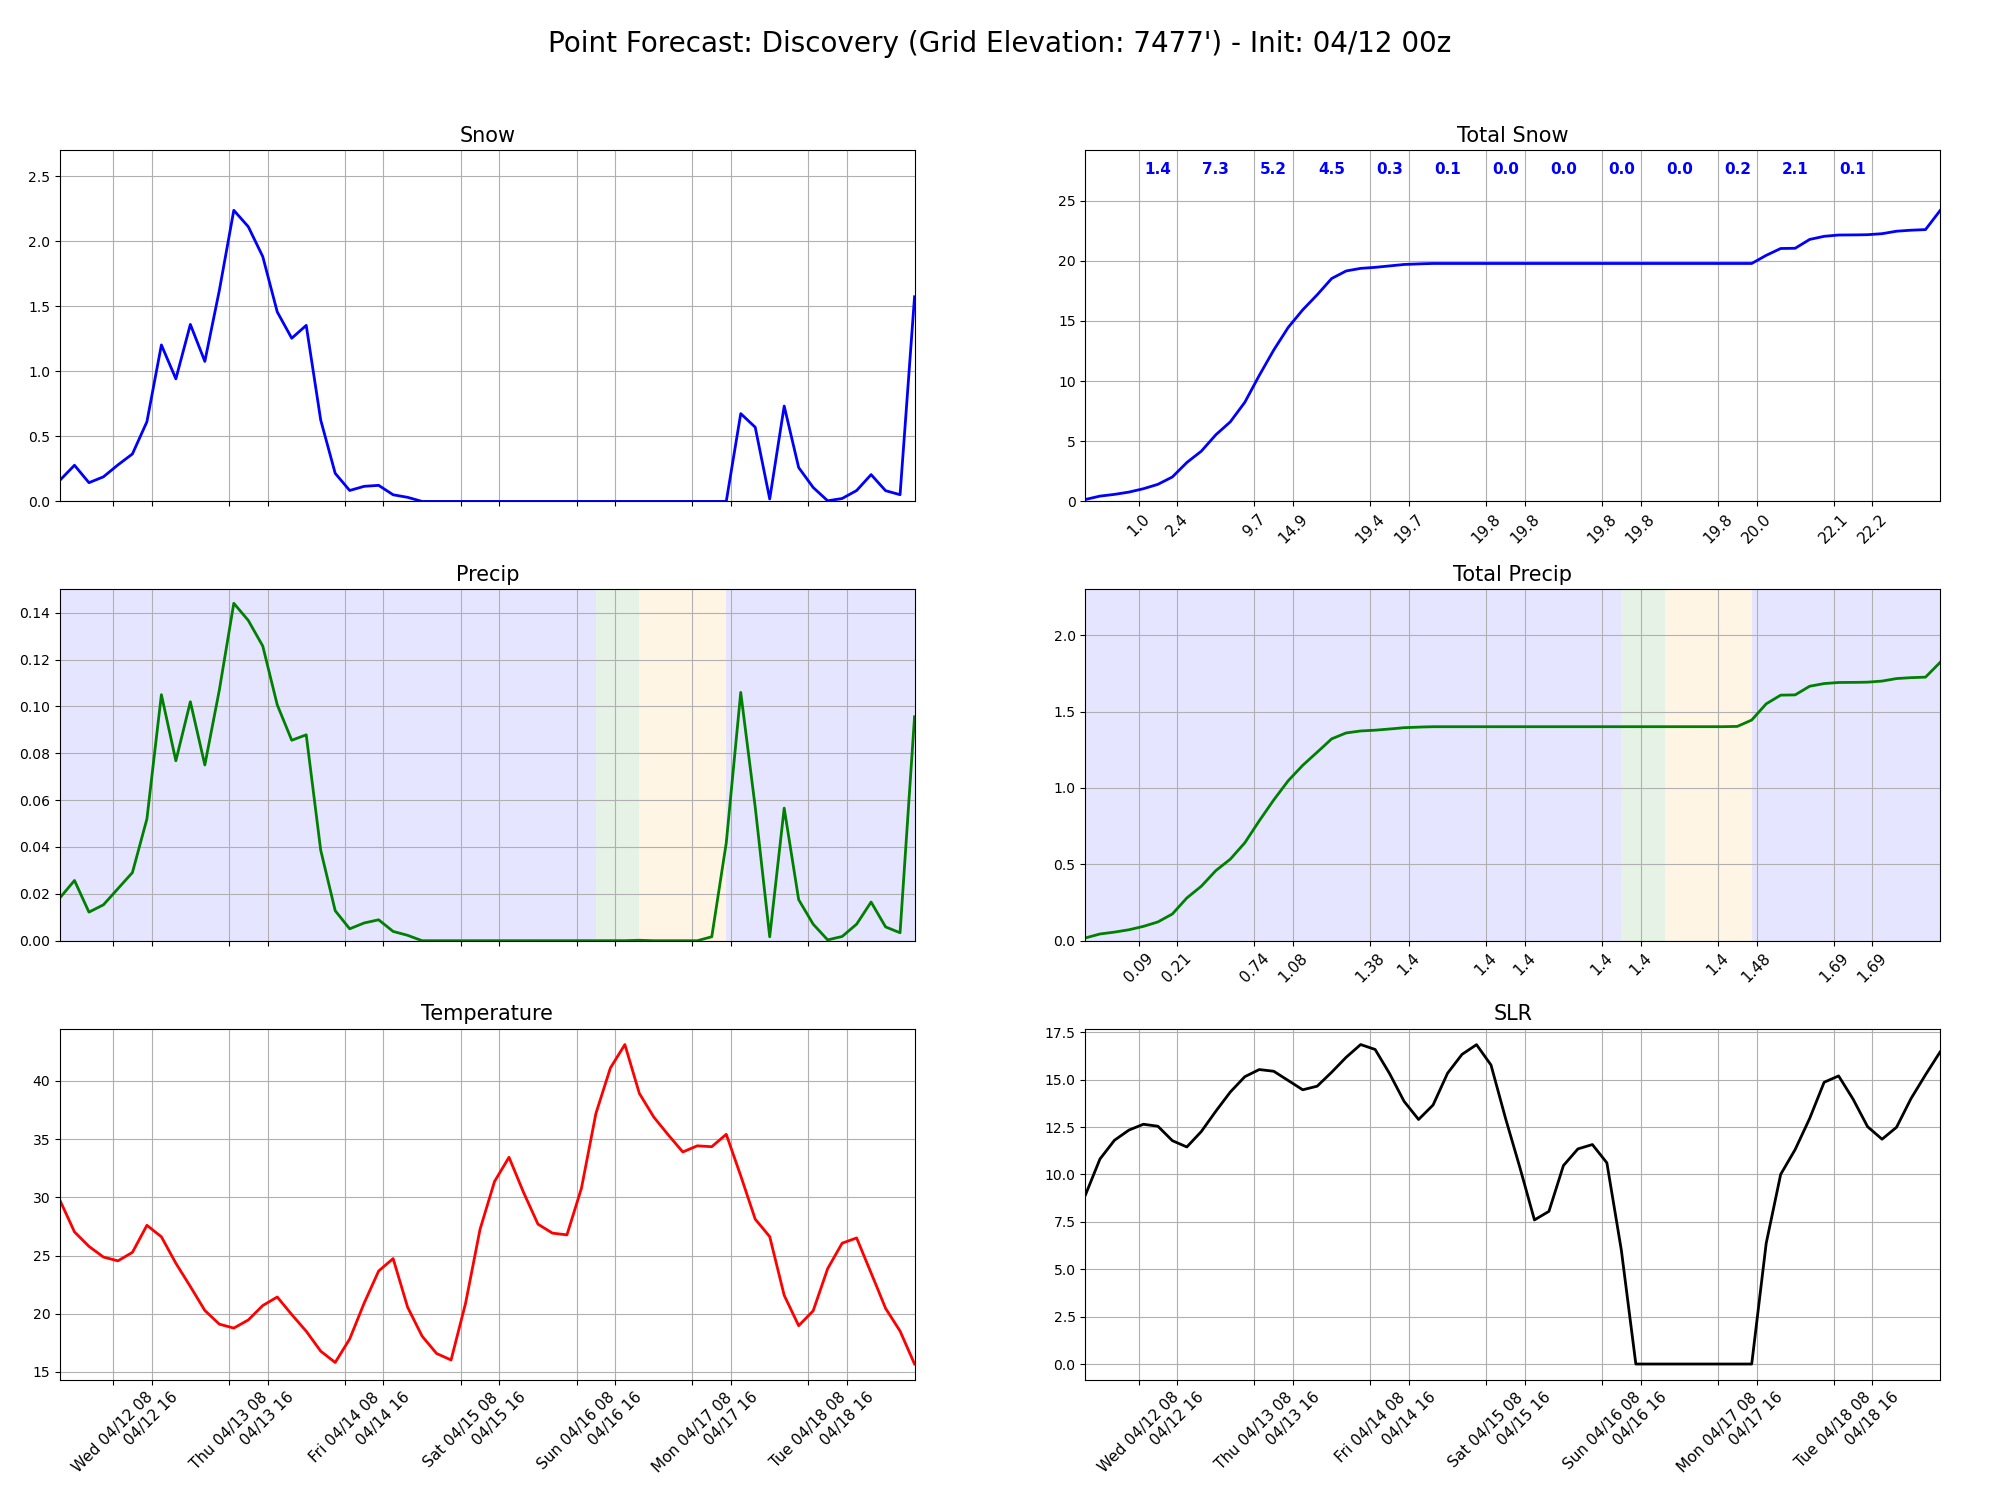 Point Forecast: Discovery (Grid Elevation: 7477') - Init: 04/12 00z
Snow
2.5
2.0
1.5
1.0
0.5
0.0
Total Snow
1.4 7.3 5.2 4.5 0.3 0.1 0.0 0.0 0.0 0.0 0.2 2.1 0.1
25
20
15
10
5
0
1.0 2.4 9.7 14.9 19.4 19.7 19.8 19.8 19.8 19.8 19.8 20.0 22.1 22.2
Precip
0.14
0.12
0.10
0.08
0.06
0.04
0.02
0.00
Total Precip
2.0
1.5
1.0
0.5
0.0
0.09 0.21 0.74 1.08 1.38 1.4 1.4 1.4 1.4 1.4 1.4 1.48 1.69 1.69
Temperature
40
35
30
25
20
15
Wed 04/12 08
04/12 16
Thu 04/13 08
04/13 16
Fri 04/14 08
04/14 16
Sat 04/15 08
04/15 16
Sun 04/16 08
04/16 16
Mon 04/17 08
04/17 16
Tue 04/18 08
04/18 16
SLR
17.5
15.0
12.5
10.0
7.5
5.0
2.5
0.0
Wed 04/12 08
04/12 16
Thu 04/13 08
04/13 16
Fri 04/14 08
04/14 16
Sat 04/15 08
04/15 16
Sun 04/16 08
04/16 16
Mon 04/17 08
04/17 16
Tue 04/18 08
04/18 16